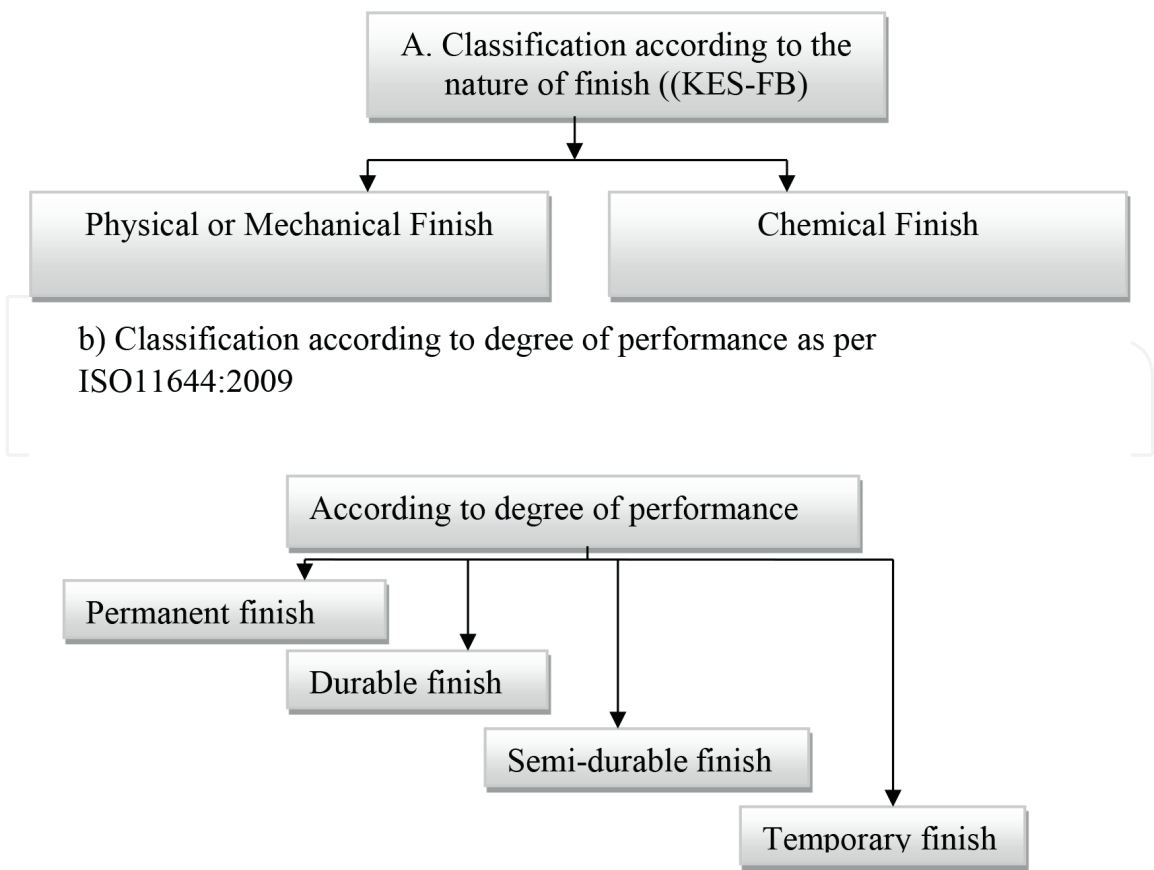 A. Classification according to the
nature of finish ((KES-FB)
Physical or Mechanical Finish
Chemical Finish
b) Classification according to degree of performance as per
ISO11644:2009
According to degree of performance
Permanent finish
Durable finish
Semi-durable finish
Temporary finish